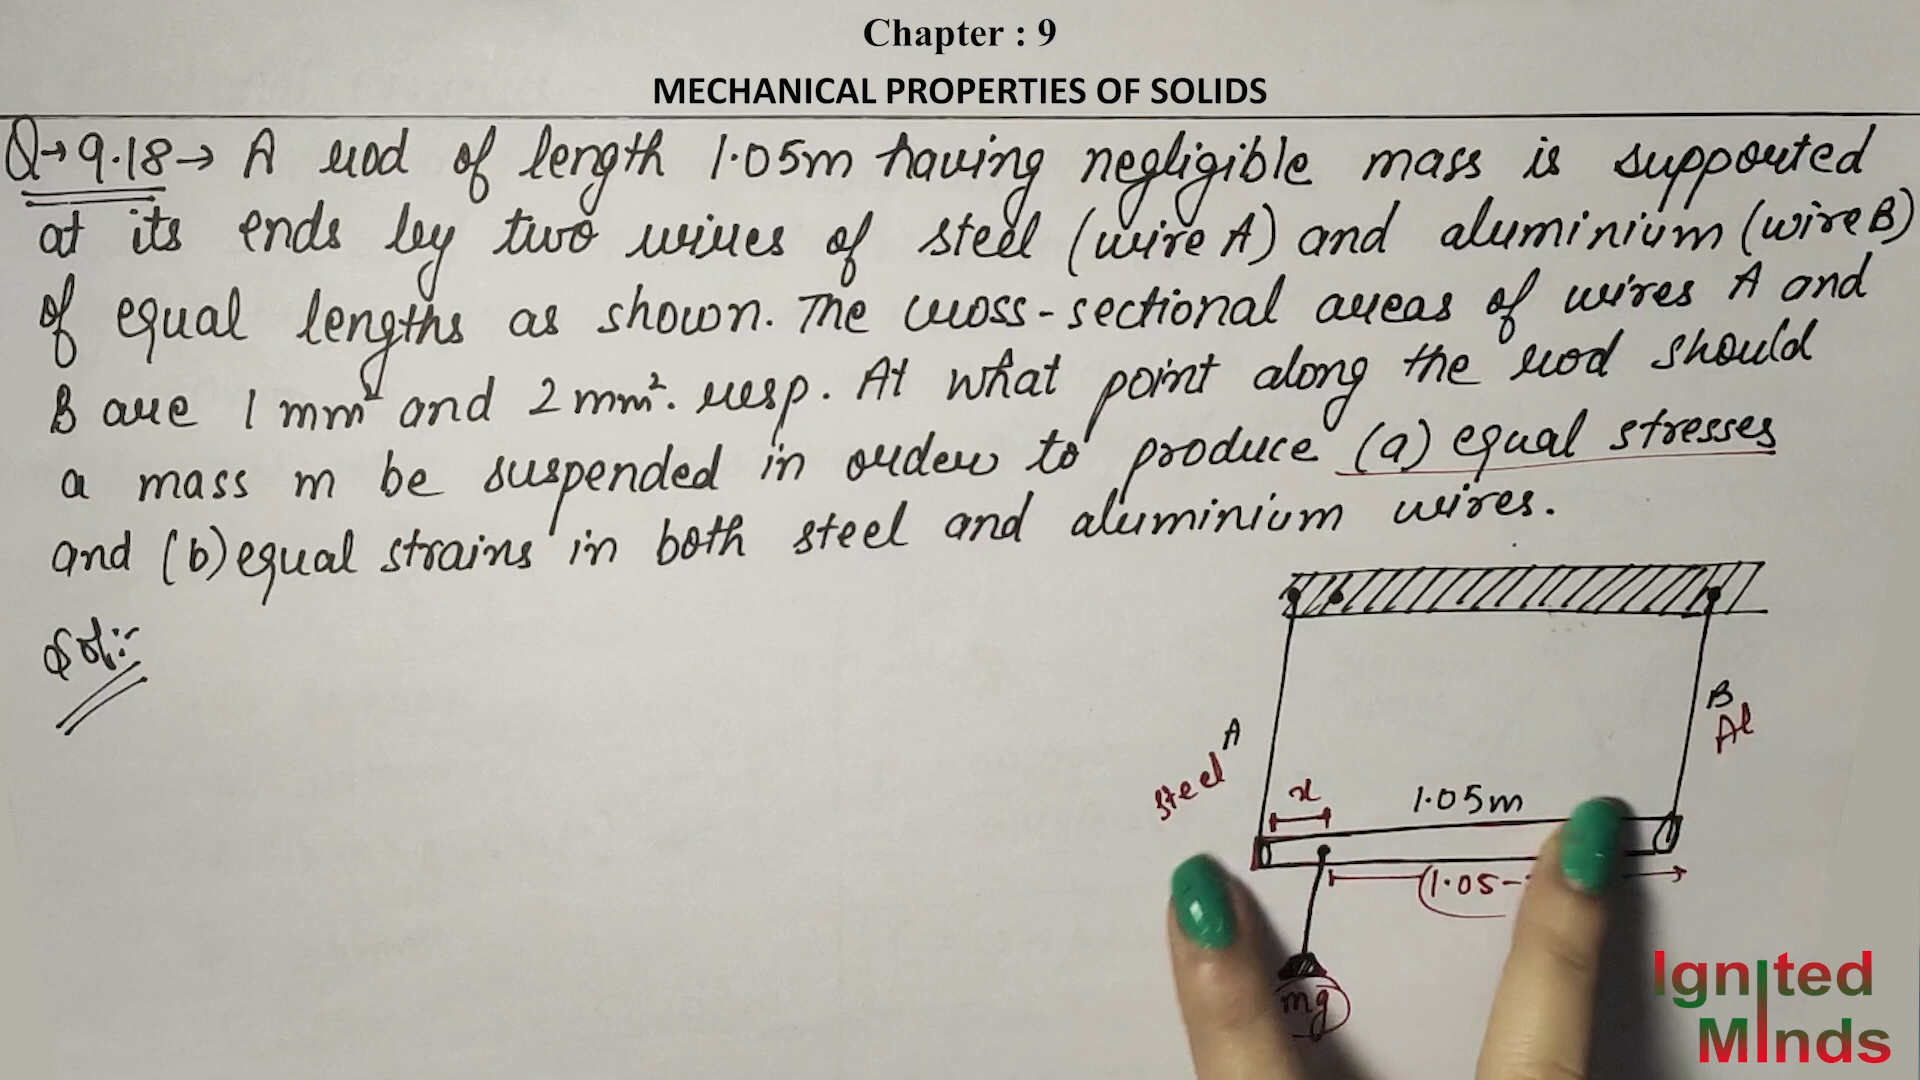 Chapter : 9
MECHANICAL PROPERTIES OF SOLIDS
Q→9.18→ A rod of length 1.05m having negligible mass is supported
at its ends by two wires of steel (wire A) and aluminium (wire B)
of equal lengths as shown. The cross-sectional areas of wires A and
B are 1 mm² and 2 mm². resp. At what point along the rod should
a mass m be suspended in order to produce (a) equal stresses
and (b) equal strains in both steel and aluminium wires.
Sol:-
B
Al
A
steel
x
1.05m
(1.05-
mg
Ignited
Minds